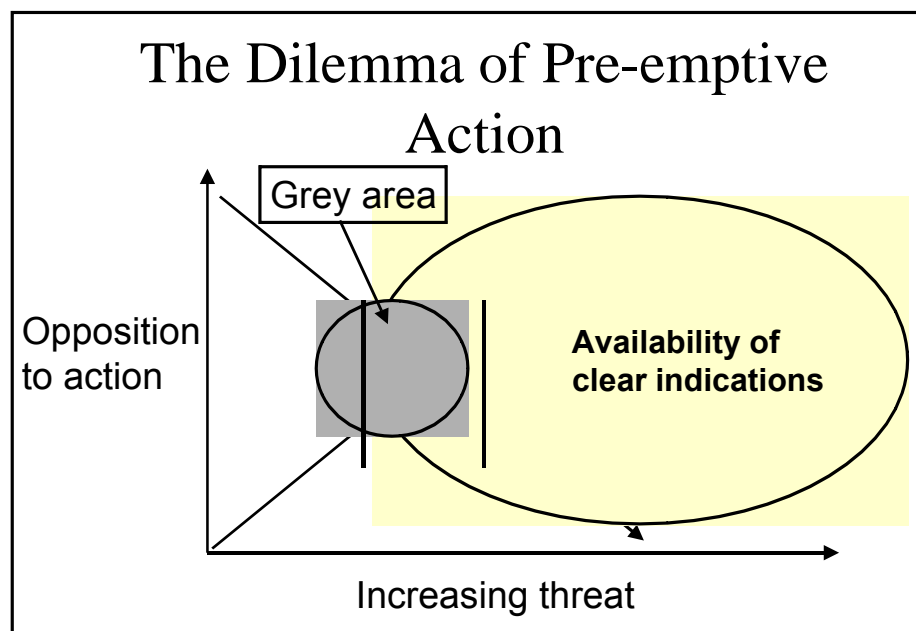 The Dilemma of Pre-emptive
Action
Grey area
Opposition
to action
Availability of
clear indications
Increasing threat